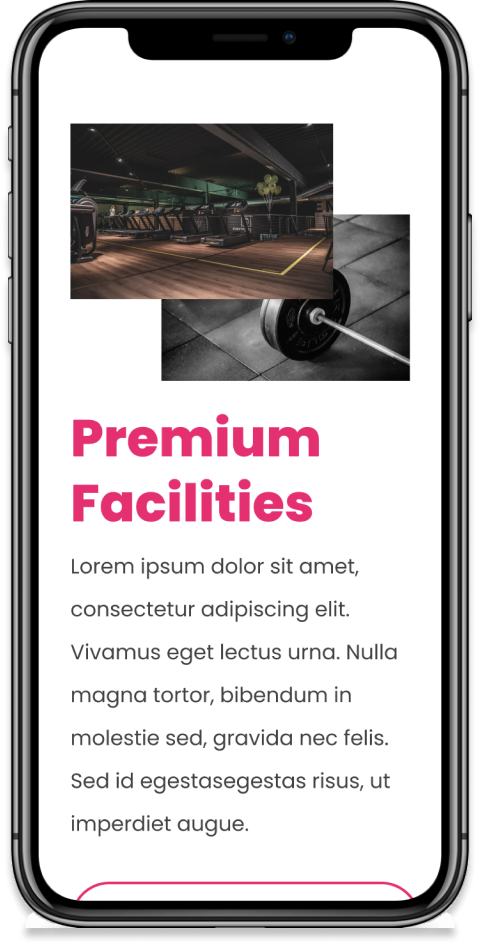 Premium
Facilities
Lorem ipsum dolor sit amet,
consectetur adipiscing elit.
Vivamus eget lectus urna. Nulla
magna tortor, bibendum in
molestie sed, gravida nec felis.
Sed id egestasegestas risus, ut
imperdiet augue.